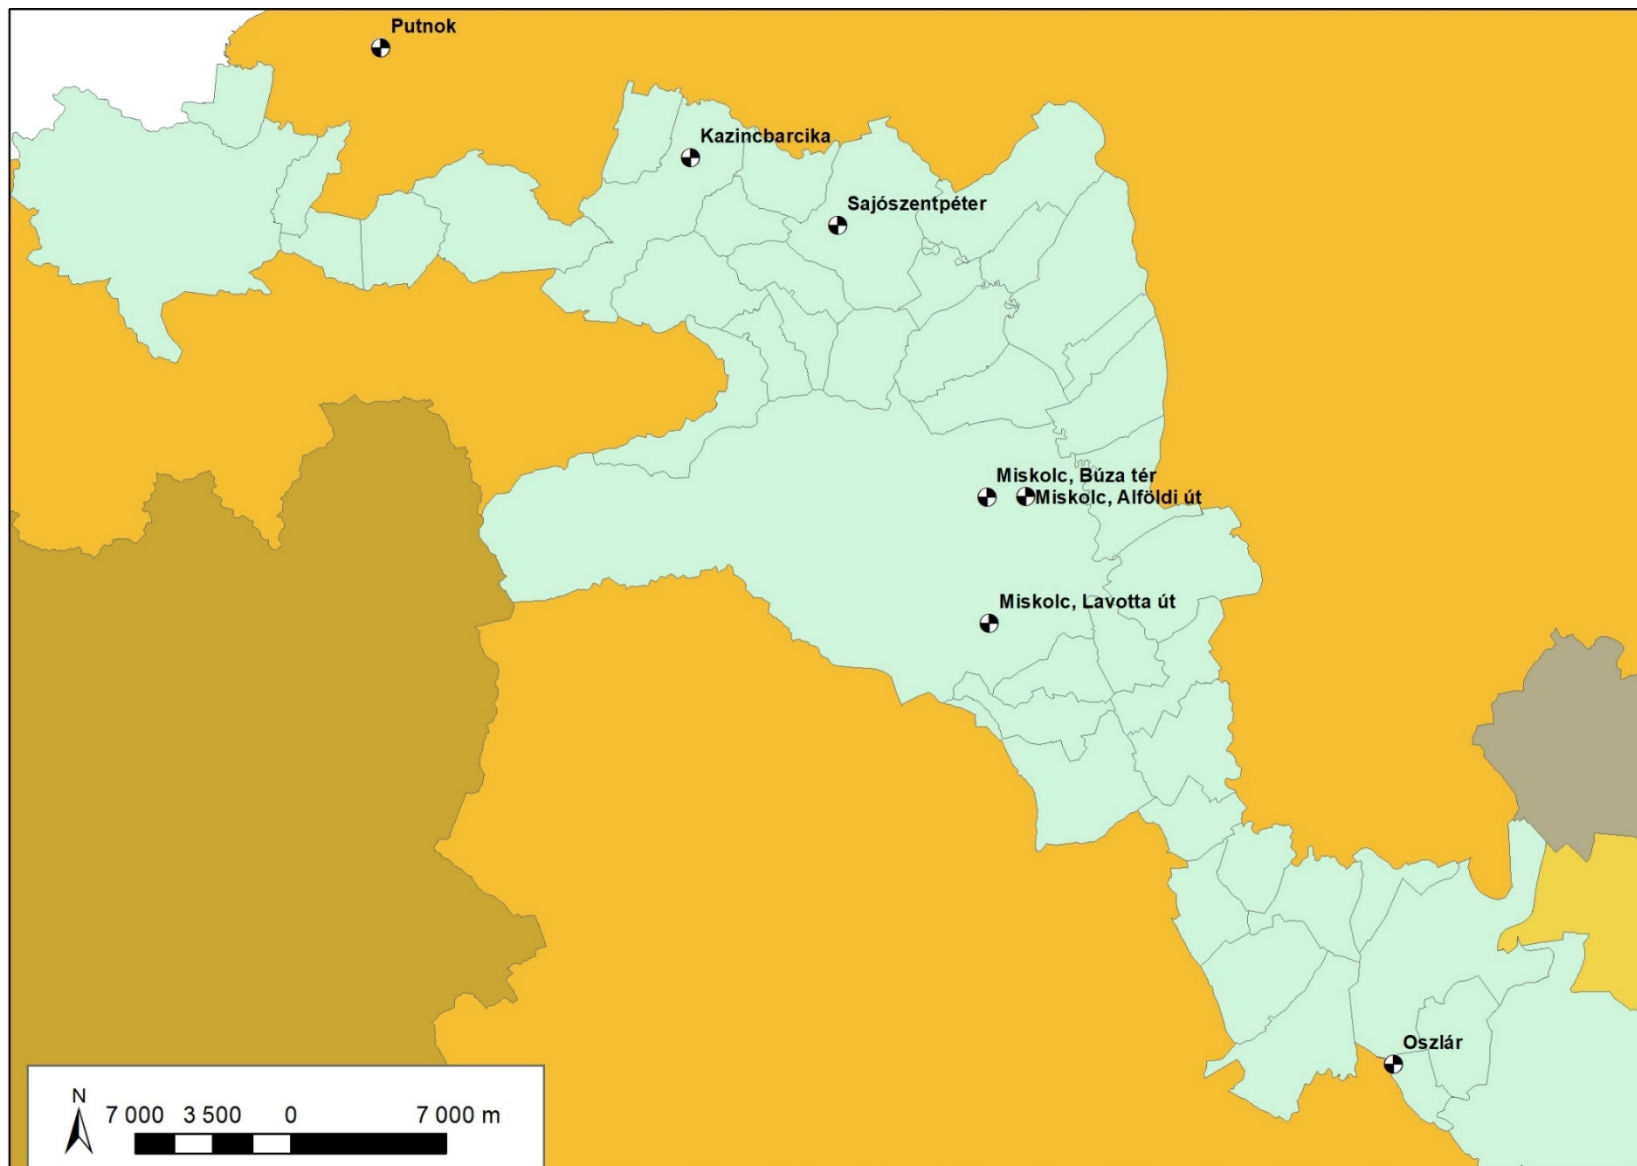 Putnok
Kazincbarcika
Sajószentpéter
Miskolc, Búza tér
Miskolc, Alföldi út
Miskolc, Lavotta út
Oszlár
N
7 000 3 500 0 7 000 m